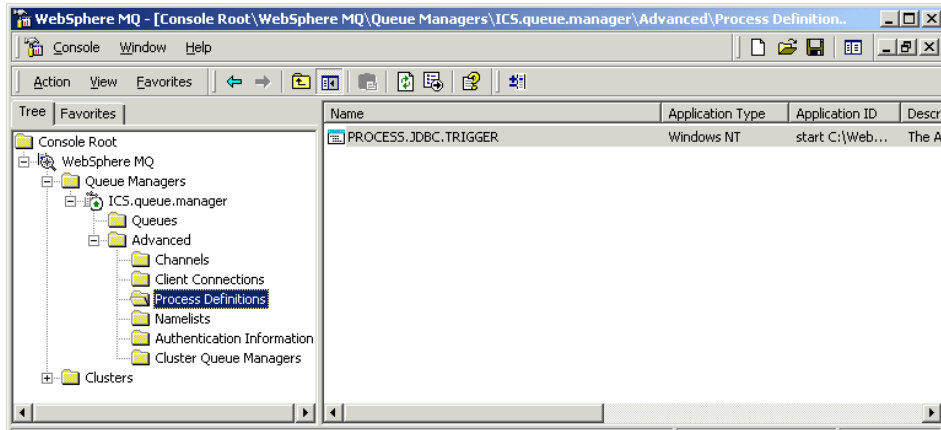 WebSphere MQ - [Console Root\WebSphere MQ\Queue Managers\ICS.queue.manager\Advanced\Process Definition..
Console Window Help
Action View Favorites
Tree Favorites
Name Application Type Application ID Descr
Console Root
WebSphere MQ
Queue Managers
ICS.queue.manager
Queues
Advanced
Channels
Client Connections
Process Definitions
Namelists
Authentication Information
Cluster Queue Managers
Clusters
PROCESS.JDBC.TRIGGER Windows NT start C:\Web... The A